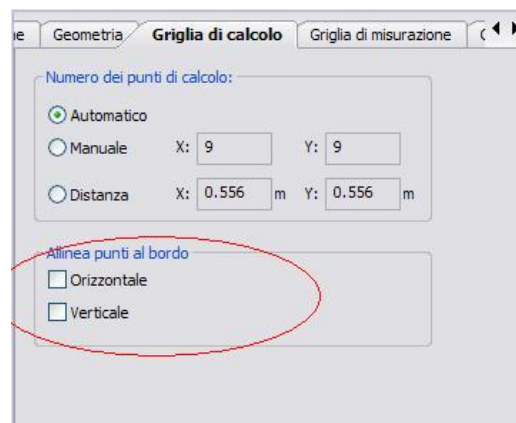 ne Geometria Griglia di calcolo Griglia di misurazione
Numero dei punti di calcolo:
Automatico
Manuale X: 9 Y: 9
Distanza X: 0.556 m Y: 0.556 m
Allinea punti al bordo
Orizzontale
Verticale